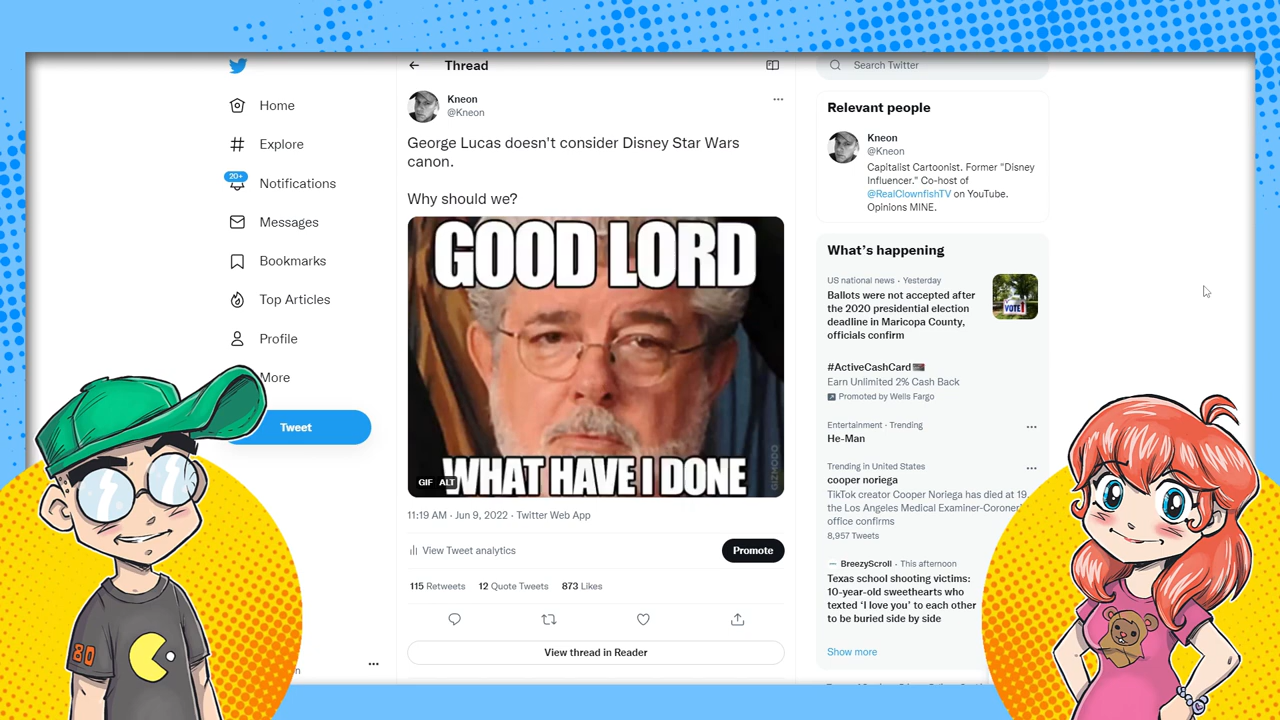 Home
Explore
20+
Notifications
Messages
Bookmarks
Top Articles
Profile
More
Tweet
Thread
Kneon
@Kneon
George Lucas doesn't consider Disney Star Wars
canon.
Why should we?
GOOD LORD
WHAT HAVE I DONE
GIZMODO
GIF ALT
11:19 AM · Jun 9, 2022 · Twitter Web App
View Tweet analytics
Promote
115 Retweets 12 Quote Tweets 873 Likes
View thread in Reader
Search Twitter
Relevant people
Kneon
@Kneon
Capitalist Cartoonist. Former "Disney
Influencer." Co-host of
@RealClownfishTV on YouTube.
Opinions MINE.
What's happening
US national news · Yesterday
Ballots were not accepted after
the 2020 presidential election
deadline in Maricopa County,
officials confirm
VOTE
#ActiveCashCard
Earn Unlimited 2% Cash Back
Promoted by Wells Fargo
Entertainment · Trending
He-Man
Trending in United States
cooper noriega
TikTok creator Cooper Noriega has died at 19,
the Los Angeles Medical Examiner-Coroner
office confirms
8,957 Tweets
BreezyScroll · This afternoon
Texas school shooting victims:
10-year-old sweethearts who
texted 'I love you' to each other
to be buried side by side
Show more
80